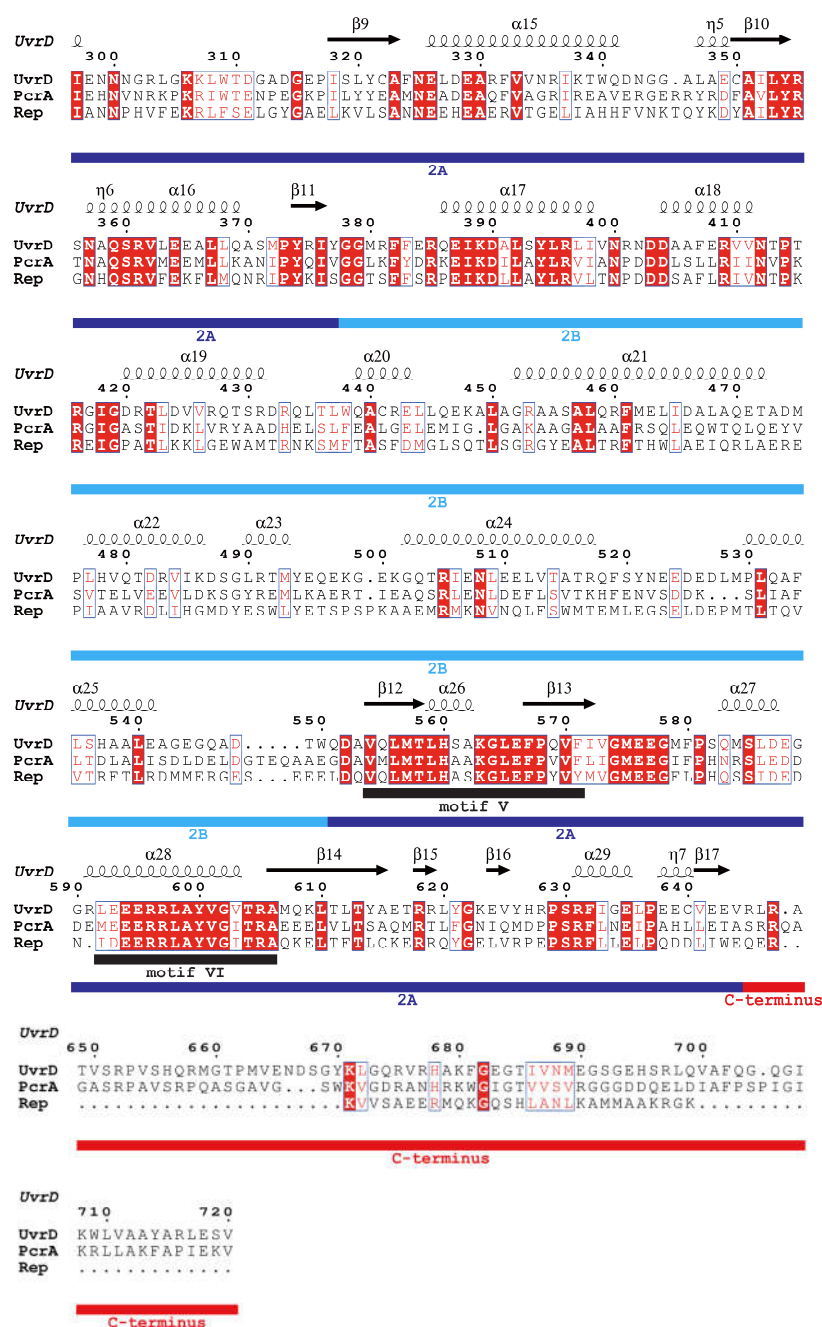 β9 α15 η5 β10
UvrD
300 310 320 330 340 350
UvrD IENNNGRLGKKLWTDGADGEPISLYCAFNELDEARFVVNRIKTWQDNGG.ALAECAILYR
PcrA IEHNVNRKPKRIWTENPEGKPILYYEAMNEADEAQFVAGRIREAVERGERRYRDFAVLYR
Rep IANNPHVFEKRLFSELGYGAELKVLSANNEEHEAERVTGELIAHHFVNKTQYKDYAILYR
2A
η6 α16 β11 α17 α18
UvrD
360 370 380 390 400 410
UvrD SNAQSRVLEEALLQASMPYRIYGGMRFFERQEIKDALSYLRLIVNRNDDAAFERVVNTPT
PcrA TNAQSRVMEEMLLKANIPYQIVGGLKFYDRKEIKDILAYLRVIANPDDDLSLLRIINVPK
Rep GNHQSRVFEKFLMQNRIPYKISGGTSFFSRPEIKDLLAYLRVLTNPDDDSAFLRIVNTPK
2A 2B
α19 α20 α21
UvrD
420 430 440 450 460 470
UvrD RGIGDRTLDVVRQTSRDRQLTLWQACRELLQEKALAGRAASALQRFMELIDALAQETADM
PcrA RGIGASTIDKLVRYAADHELSLFEALGELEMIG.LGAKAAGALAAFRSQLEQWTQLQEYV
Rep REIGPATLKKLGEWAMTRNKSMFTASFDMGLSQTLSGRGYEALTRFTHWLAEIQRLAERE
2B
α22 α23 α24
UvrD
480 490 500 510 520 530
UvrD PLHVQTDRVIKDSGLRTMYEQEKG.EKGQTRIENLEELVTATRQFSYNEEDEDLMPLQAF
PcrA SVTELVEEVLDKSGYREMLKAERT.IEAQSRLENLDEFLSVTKHFENVSDDK...SLIAF
Rep PIAAVRDLIHGMDYESWLYETSPSPKAAEMRMKNVNQLFSWMTEMLEGSELDEPMTLTQV
2B
α25 β12 α26 β13 α27
UvrD
540 550 560 570 580
UvrD LSHAALEAGEGQAD.....TWQDAVQLMTLHSAKGLEFPQVFIVGMEEGMFPSQMSLDEG
PcrA LTDLALISDLDELDGTEQAAEGDAVMLMTLHAAKGLEFPVVFLIGMEEGIFPHNRSLEDD
Rep VTRFTLRDMMERGES....EEELDQVQLMTLHASKGLEFPYVYMVGMEEGFLPHQSSIDED
motif V
2B 2A
α28 β14 β15 β16 α29 η7 β17
UvrD
590 600 610 620 630 640
UvrD GRLEEERRLAYVGVTRAMQKLTLTYAETRRLYGKEVYHRPSRFIGELPEECVEEVRLR.A
PcrA DEMEEERRLAYVGITRAEEELVLTSAQMRTLFGNIQMDPPSRFLNEIPAHLLETASRRQA
Rep N.IDEERRLAYVGITRAQKELTFTLCKERRQYGELVRPEPSRFLLELPQDDLIWEQER..
motif VI
2A C-terminus
UvrD
650 660 670 680 690 700
UvrD TVSRPVSHQRMGTPMVENDSGYKLGQRVRHAKFGEGTIVNMEGSGEHSRLQVAFQG.QGI
PcrA GASRPAVSRPQASGAVG...SWKVGDRANHRKWGIGTVVSVRGGGDDQELDIAFPSPIGI
Rep ......................KVVSAEERMQKGQSHLANLKAMMAAKRGK.........
C-terminus
UvrD
710 720
UvrD KWLVAAYARLESV
PcrA KRLLAKFAPIEKV
Rep .............
C-terminus